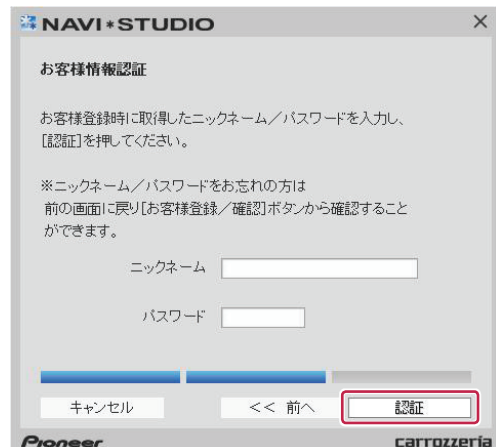 NAVI*STUDIO
お客様情報認証
お客様登録時に取得したニックネーム／パスワードを入力し、
[認証]を押してください。
※ニックネーム／パスワードをお忘れの方は
前の画面に戻り[お客様登録／確認]ボタンから確認すること
ができます。
ニックネーム
パスワード
キャンセル
<< 前へ
認証
Pioneer
carrozzeria